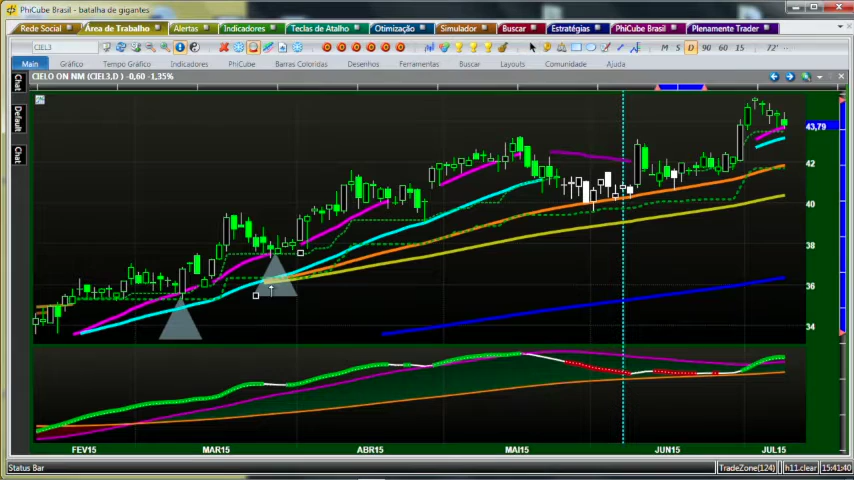 PhiCube Brasil - batalha de gigantes
Rede Social
Área de Trabalho
Alertas
Indicadores
Teclas de Atalho
Otimização
Simulador
Buscar
Estratégias
PhiCube Brasil
Plenamente Trader
CIEL3
M S D 90 60 15 72'
Main
Gráfico
Tempo Gráfico
Indicadores
PhiCube
Barras Coloridas
Desenhos
Ferramentas
Buscar
Layouts
Comunidade
Ajuda
CIELO ON NM (CIEL3,D ) -0,60 -1,35%
Chat
Default
Chat
43,79
42
40
38
36
34
FEV15
MAR15
ABR15
MAI15
JUN15
JUL15
Status Bar
TradeZone(124)
h11.clear
15:41:40